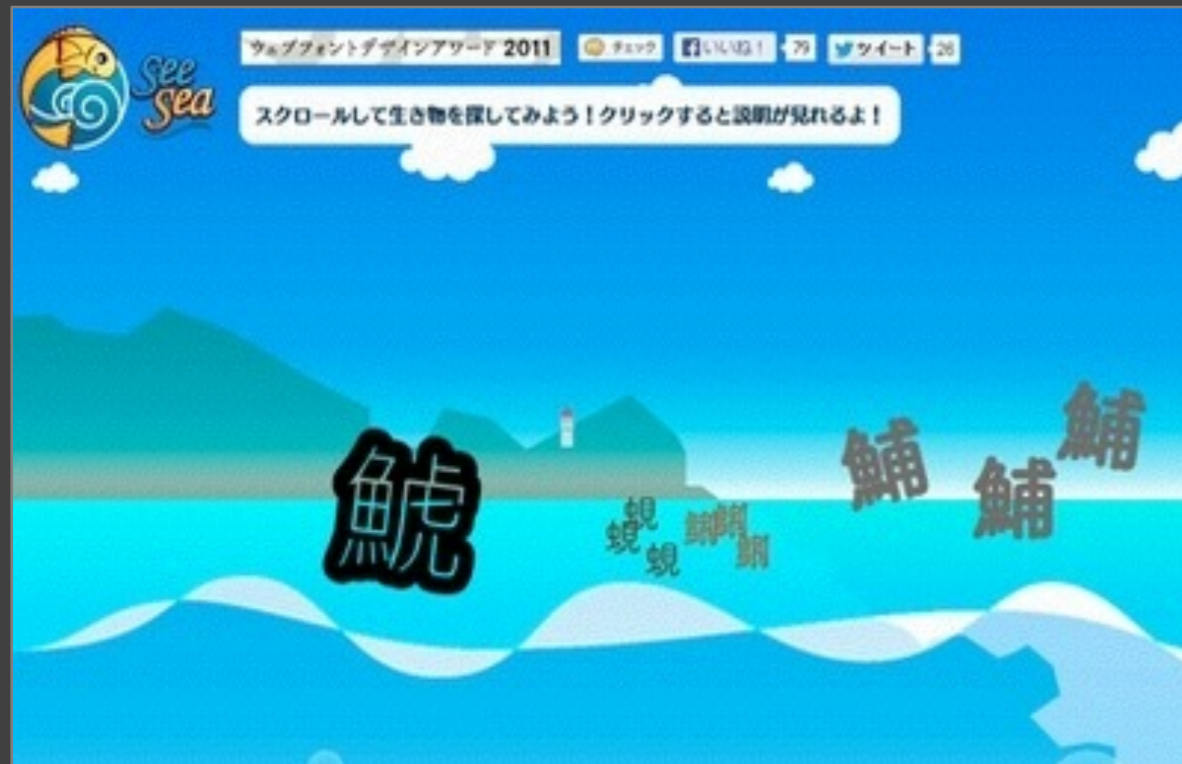 See
Sea
ウェブフォントデザインアワード 2011
チェック
いいね！ 79
ツイート 26
スクロールして生き物を探してみよう！クリックすると説明が見れるよ！
鯱
蜆
蜆
蜆
鯏
鯏
鯏
鯆
鯆
鯆